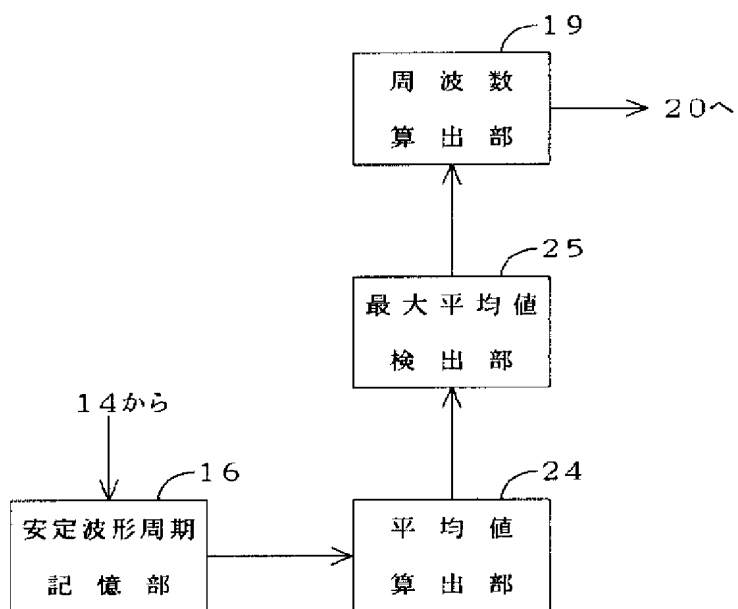 19
周波数
算出部
20へ
25
最大平均値
検出部
14から
16
安定波形周期
記憶部
24
平均値
算出部